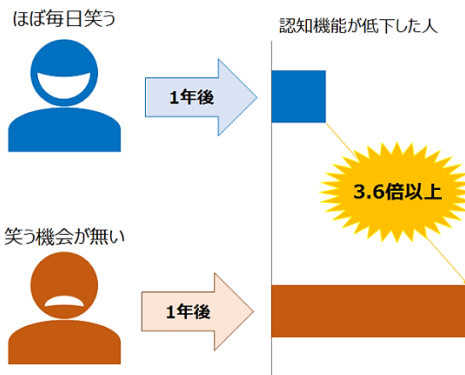 ほぼ毎日笑う
認知機能が低下した人
1年後
3.6倍以上
笑う機会が無い
1年後